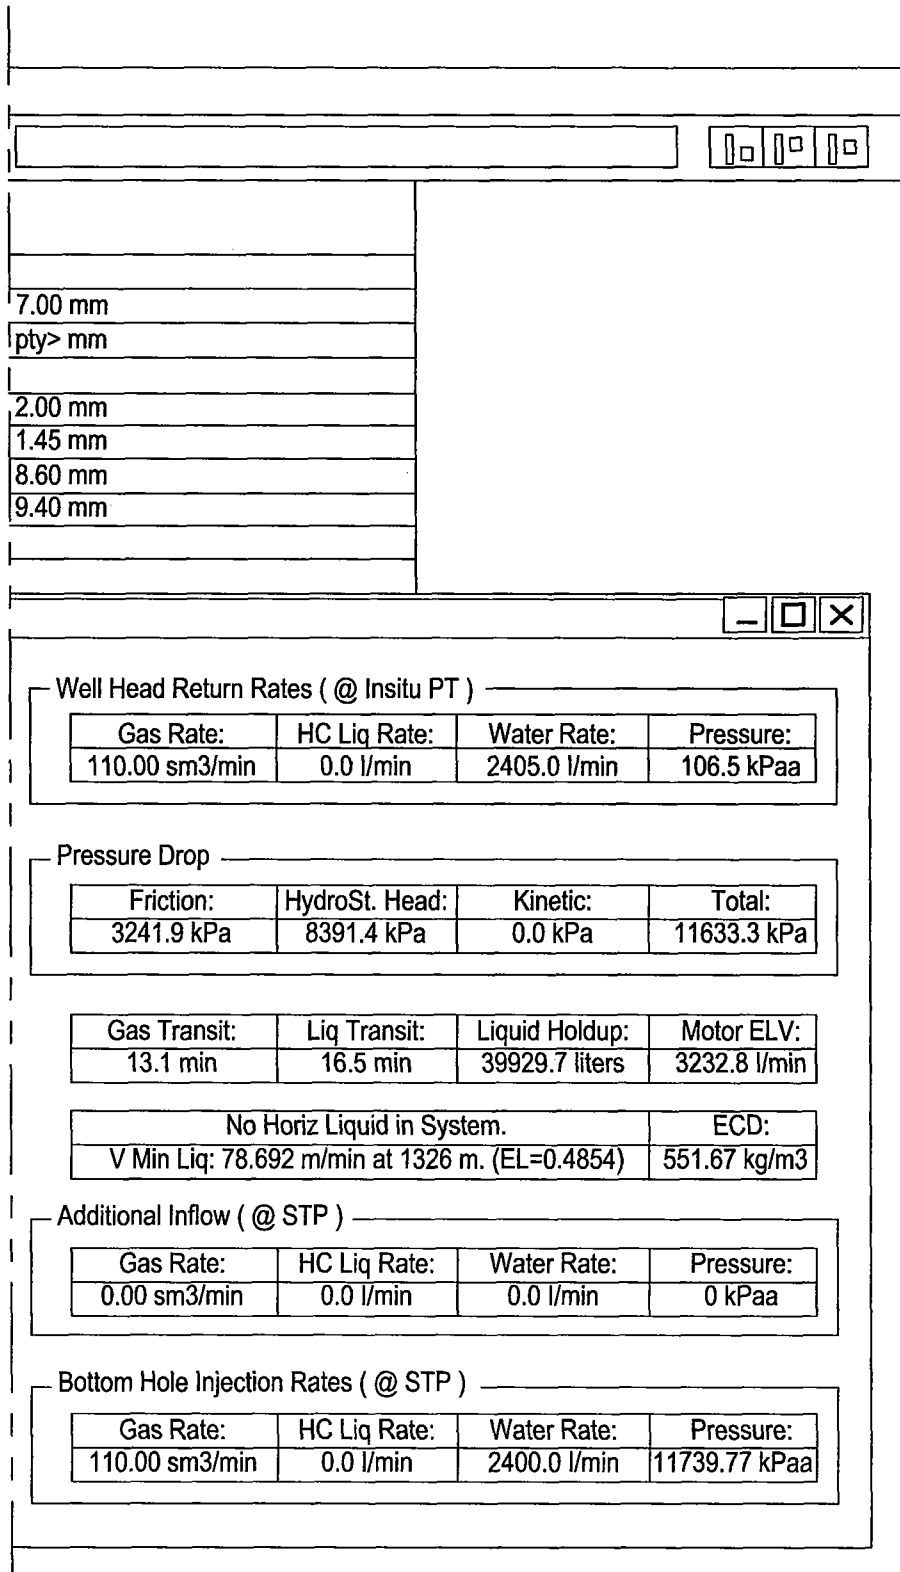 7.00 mm
pty> mm
2.00 mm
1.45 mm
8.60 mm
9.40 mm
Well Head Return Rates ( @ Insitu PT )
Gas Rate: HC Liq Rate: Water Rate: Pressure:
110.00 sm3/min 0.0 l/min 2405.0 l/min 106.5 kPaa
Pressure Drop
Friction: HydroSt. Head: Kinetic: Total:
3241.9 kPa 8391.4 kPa 0.0 kPa 11633.3 kPa
Gas Transit: Liq Transit: Liquid Holdup: Motor ELV:
13.1 min 16.5 min 39929.7 liters 3232.8 l/min
No Horiz Liquid in System. ECD:
V Min Liq: 78.692 m/min at 1326 m. (EL=0.4854) 551.67 kg/m3
Additional Inflow ( @ STP )
Gas Rate: HC Liq Rate: Water Rate: Pressure:
0.00 sm3/min 0.0 l/min 0.0 l/min 0 kPaa
Bottom Hole Injection Rates ( @ STP )
Gas Rate: HC Liq Rate: Water Rate: Pressure:
110.00 sm3/min 0.0 l/min 2400.0 l/min 11739.77 kPaa